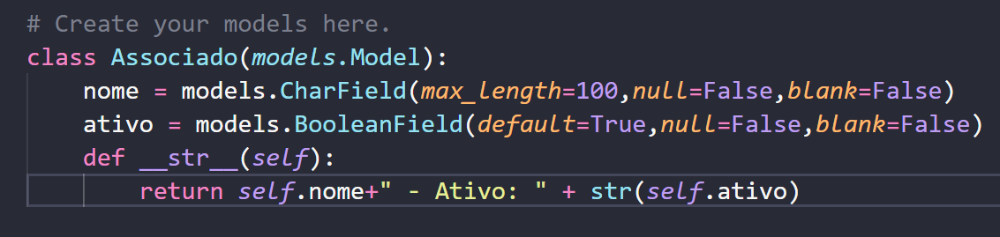 # Create your models here.
class Associado(models.Model):
    nome = models.CharField(max_length=100,null=False,blank=False)
    ativo = models.BooleanField(default=True,null=False,blank=False)
    def __str__(self):
        return self.nome+" - Ativo: " + str(self.ativo)